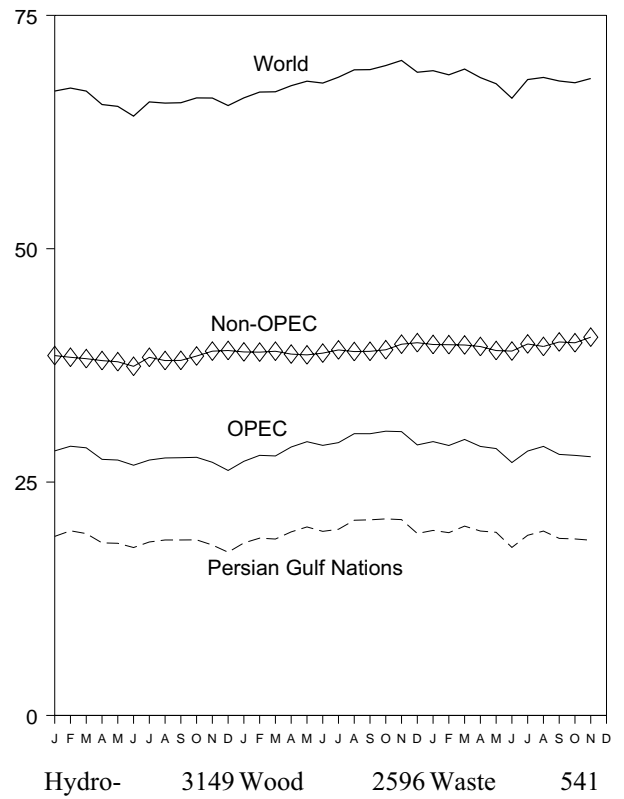 75
World
50
Non-OPEC
OPEC
25
Persian Gulf Nations
0
J F M A M J J A S O N D J F M A M J J A S O N D J F M A M J J A S O N D
Hydro- 3149 Wood 2596 Waste 541